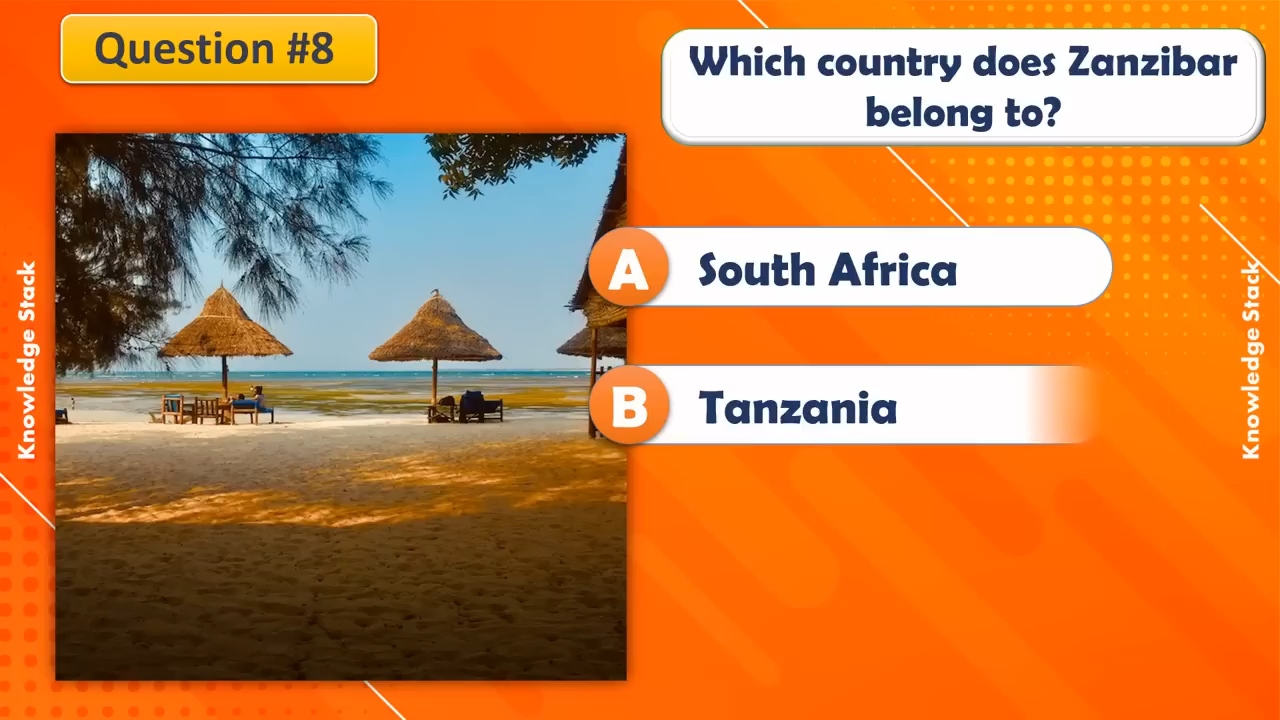 Question #8
Which country does Zanzibar
belong to?
A
South Africa
B
Tanzania
Knowledge Stack
Knowledge Stack